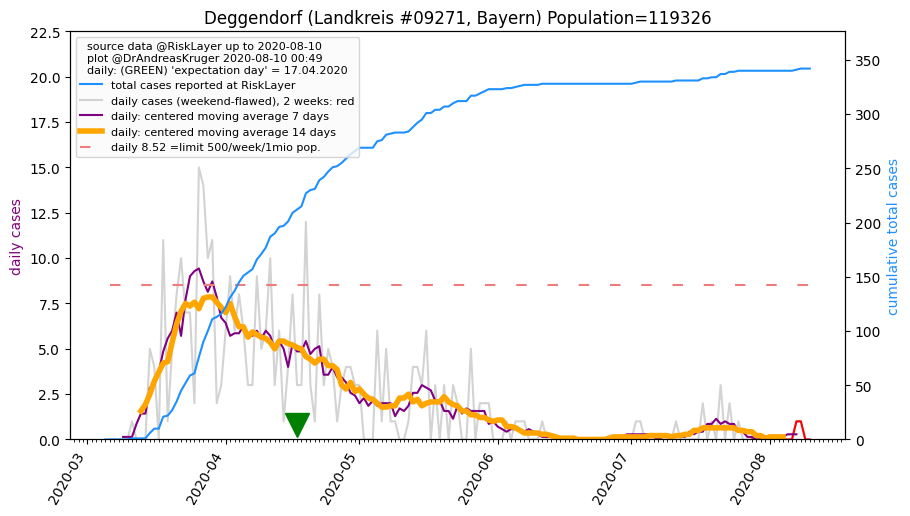 Deggendorf (Landkreis #09271, Bayern) Population=119326
source data @RiskLayer up to 2020-08-10
plot @DrAndreasKruger 2020-08-10 00:49
daily: (GREEN) 'expectation day' = 17.04.2020
total cases reported at RiskLayer
daily cases (weekend-flawed), 2 weeks: red
daily: centered moving average 7 days
daily: centered moving average 14 days
daily 8.52 =limit 500/week/1mio pop.
daily cases
22.5
20.0
17.5
15.0
12.5
10.0
7.5
5.0
2.5
0.0
cumulative total cases
350
300
250
200
150
100
50
0
2020-03
2020-04
2020-05
2020-06
2020-07
2020-08